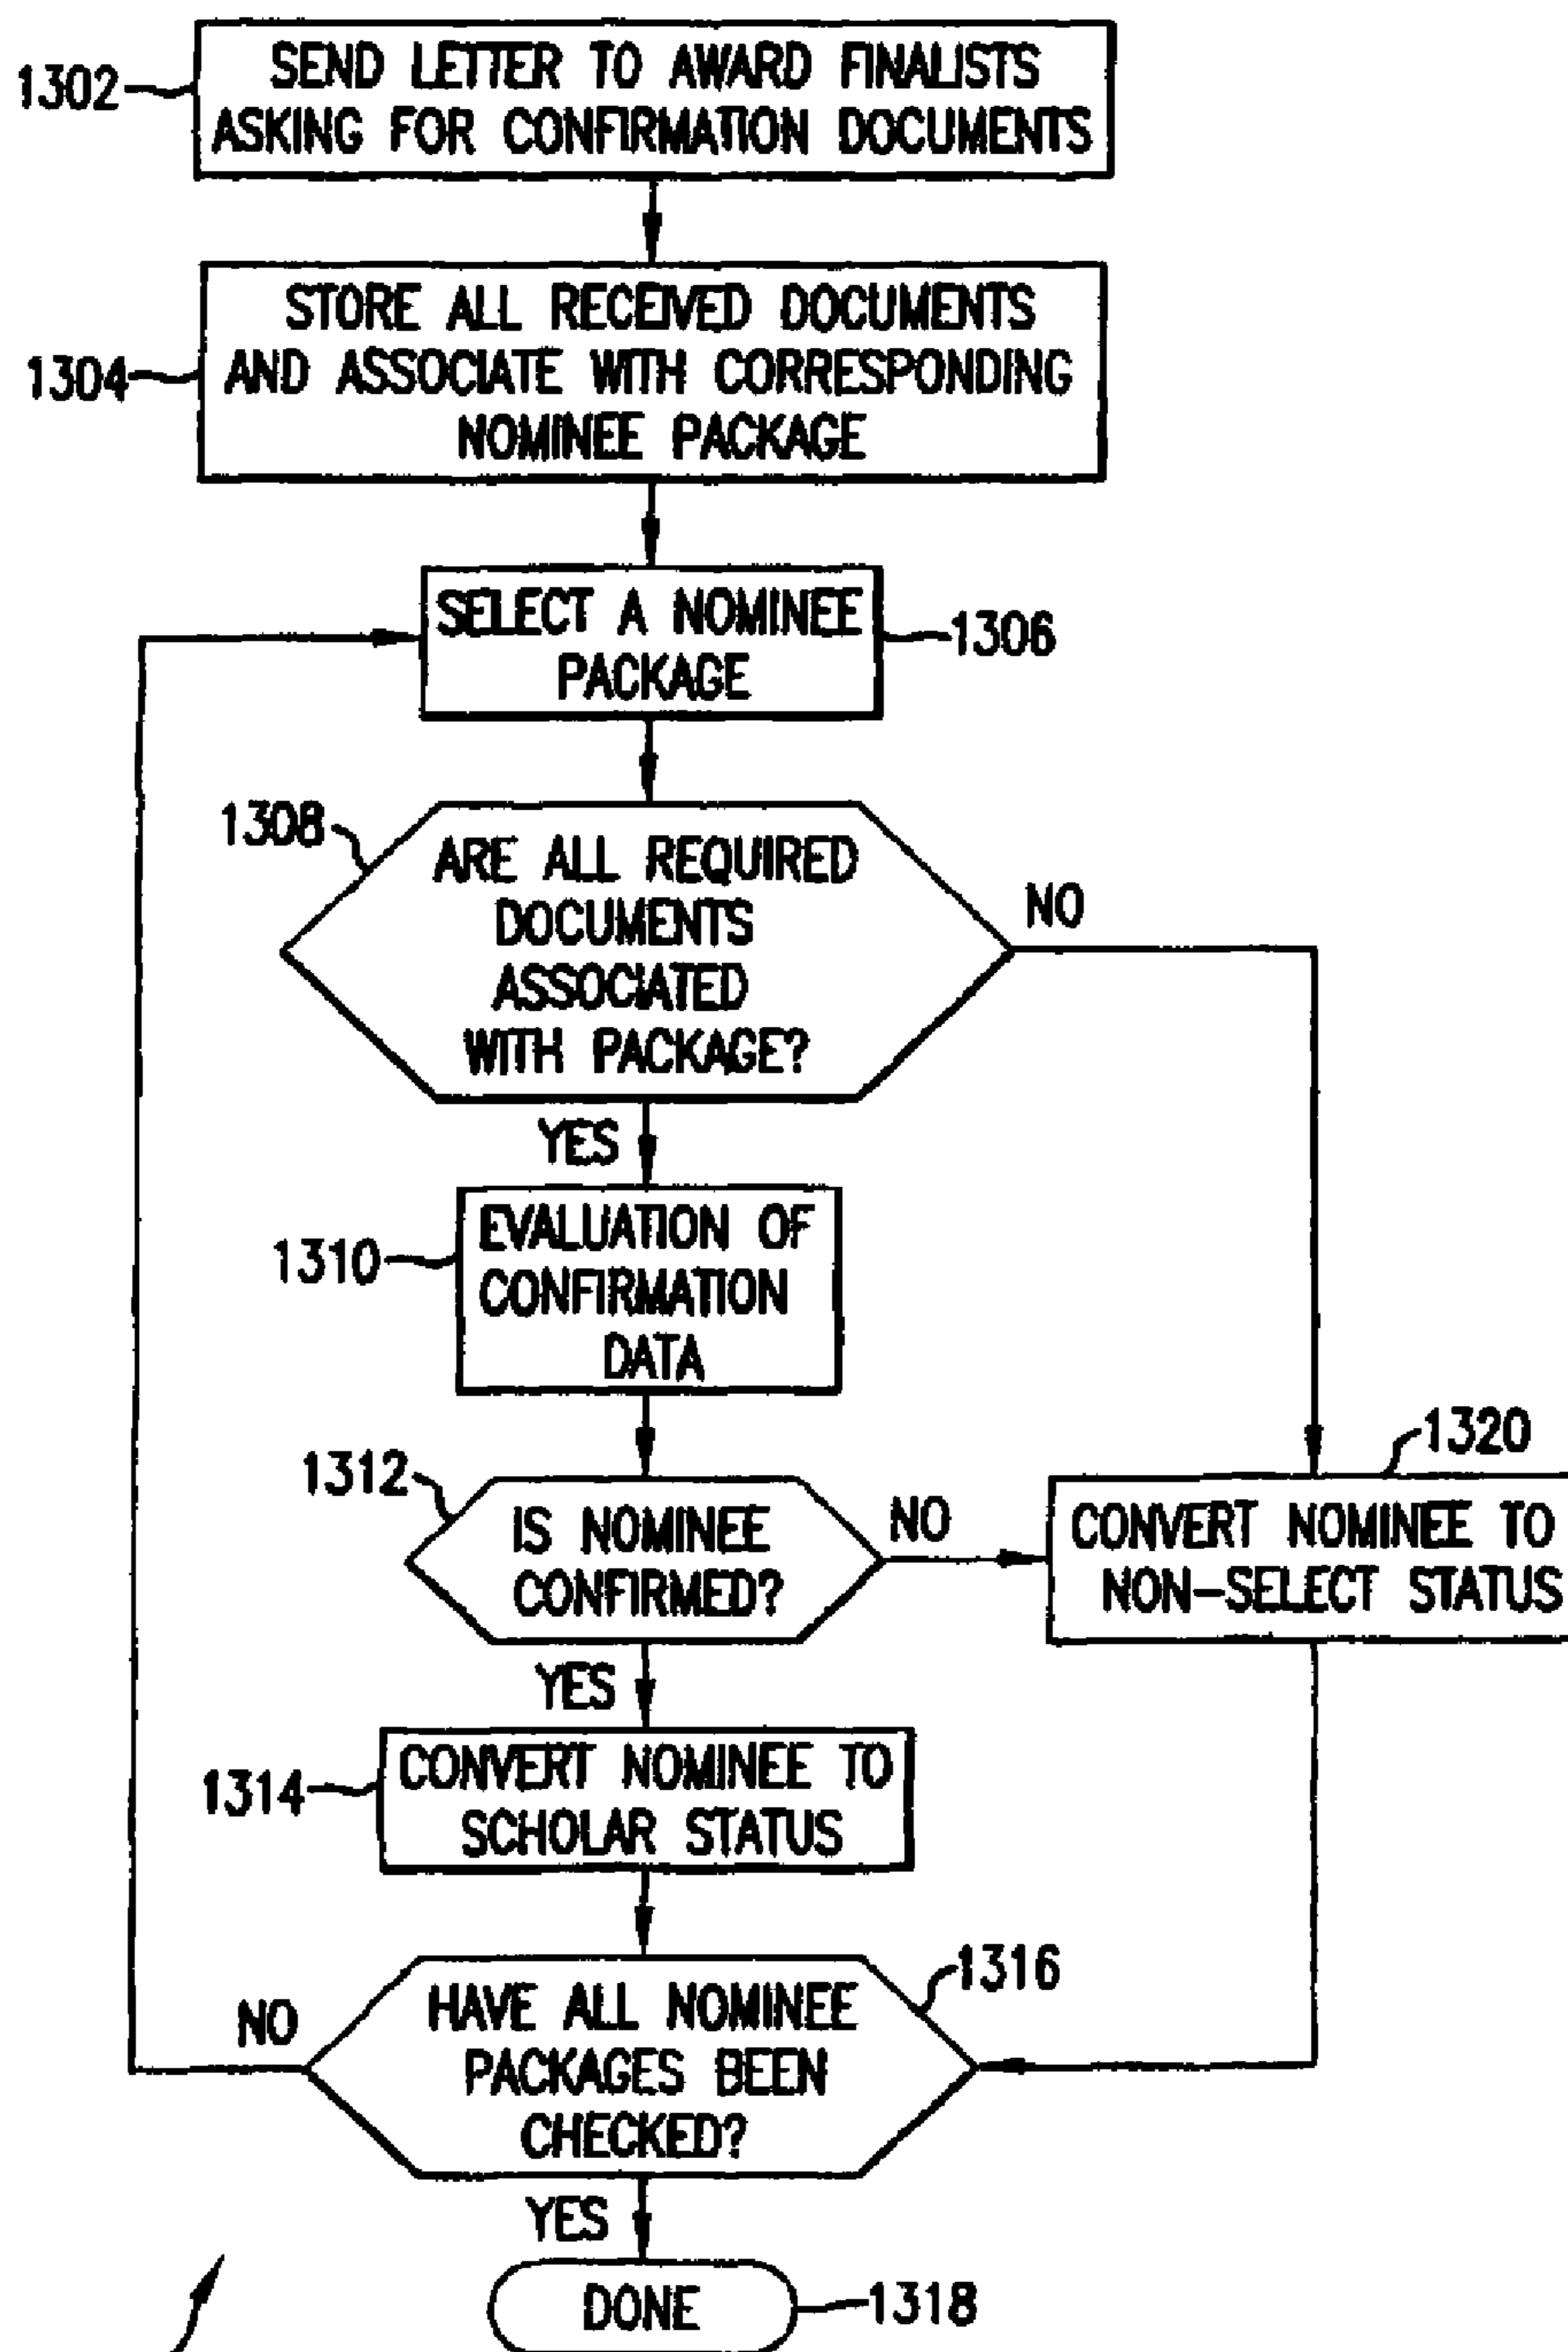 1302
SEND LETTER TO AWARD FINALISTS
ASKING FOR CONFIRMATION DOCUMENTS
1304
STORE ALL RECEIVED DOCUMENTS
AND ASSOCIATE WITH CORRESPONDING
NOMINEE PACKAGE
SELECT A NOMINEE
PACKAGE
1306
1308
ARE ALL REQUIRED
DOCUMENTS
ASSOCIATED
WITH PACKAGE?
NO
YES
1310
EVALUATION OF
CONFIRMATION
DATA
1312
IS NOMINEE
CONFIRMED?
NO
1320
CONVERT NOMINEE TO
NON-SELECT STATUS
YES
1314
CONVERT NOMINEE TO
SCHOLAR STATUS
1316
HAVE ALL NOMINEE
PACKAGES BEEN
CHECKED?
NO
YES
DONE
1318